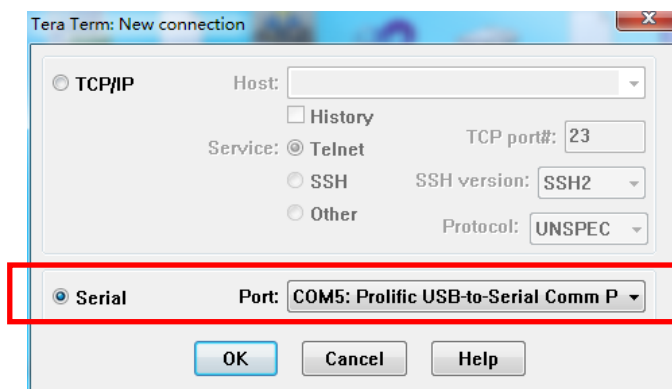 Tera Term: New connection
TCP/IP Host:
History
Service: Telnet TCP port#: 23
SSH SSH version: SSH2
Other Protocol: UNSPEC
Serial Port: COM5: Prolific USB-to-Serial Comm P
OK Cancel Help